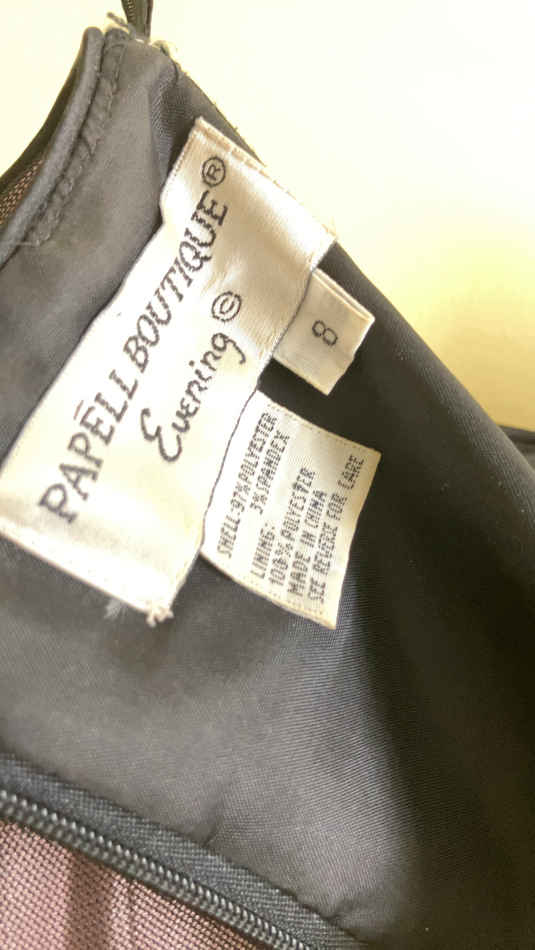 PAPELL BOUTIQUE®
Evening ©
8
SHELL: 97% POLYESTER
3% SPANDEX
LINING:
100% POLYESTER
MADE IN CHINA
SEE REVERSE FOR CARE